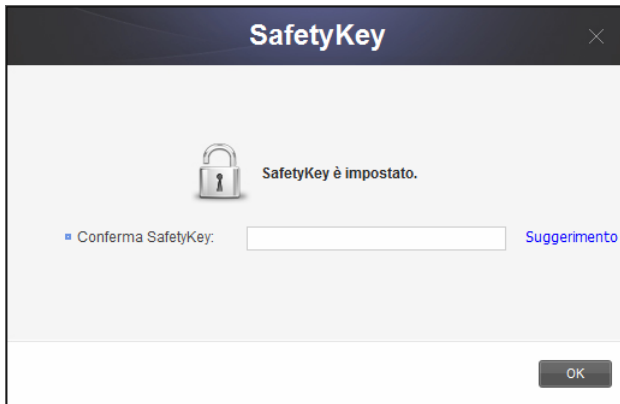 SafetyKey
SafetyKey è impostato.
Conferma SafetyKey:
Suggerimento
OK